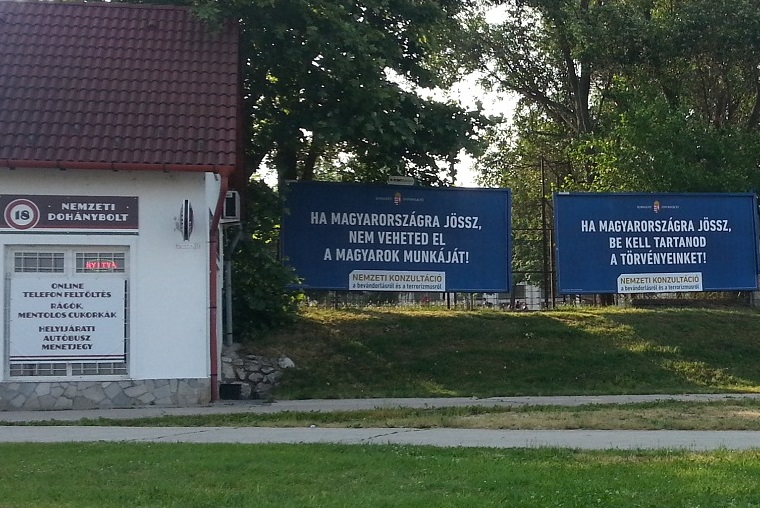 18
NEMZETI
DOHÁNYBOLT
NYITVA
ONLINE
TELEFON FELTÖLTÉS
RÁGÓK,
MENTOLOS CUKORKÁK
HELYIJÁRATI
AUTÓBUSZ
MENETJEGY
HA MAGYARORSZÁGRA JÖSSZ,
NEM VEHETED EL
A MAGYAROK MUNKÁJÁT!
NEMZETI KONZULTÁCIÓ
a bevándorlásról és a terrorizmusról
HA MAGYARORSZÁGRA JÖSSZ,
BE KELL TARTANOD
A TÖRVÉNYEINKET!
NEMZETI KONZULTÁCIÓ
a bevándorlásról és a terrorizmusról